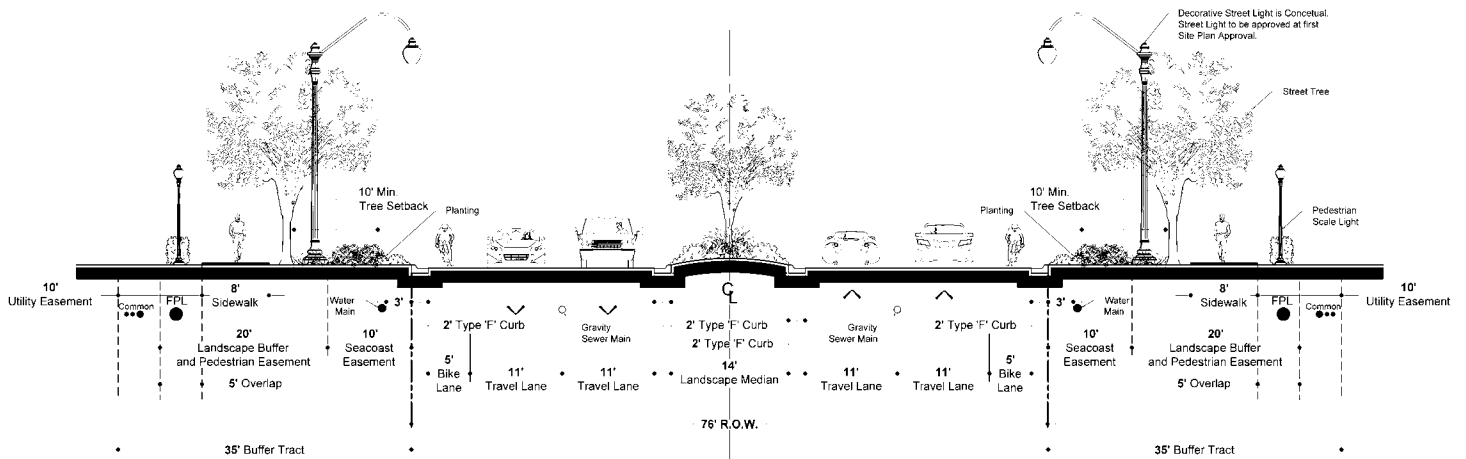 Decorative Street Light is Concetual.
Street Light to be approved at first
Site Plan Approval.
Street Tree
10' Min.
Tree Setback
Planting
10' Min.
Tree Setback
Planting
Pedestrian
Scale Light
10'
Utility Easement
Common
FPL
8'
Sidewalk
Water
Main
3'
20'
Landscape Buffer
and Pedestrian Easement
10'
Seacoast
Easement
5' Overlap
35' Buffer Tract
2' Type 'F' Curb
5'
Bike
Lane
11'
Travel Lane
Gravity
Sewer Main
11'
Travel Lane
CL
2' Type 'F' Curb
2' Type 'F' Curb
14'
Landscape Median
76' R.O.W.
Gravity
Sewer Main
11'
Travel Lane
11'
Travel Lane
2' Type 'F' Curb
5'
Bike
Lane
3'
Water
Main
10'
Seacoast
Easement
8'
Sidewalk
FPL
Common
10'
Utility Easement
20'
Landscape Buffer
and Pedestrian Easement
5' Overlap
35' Buffer Tract